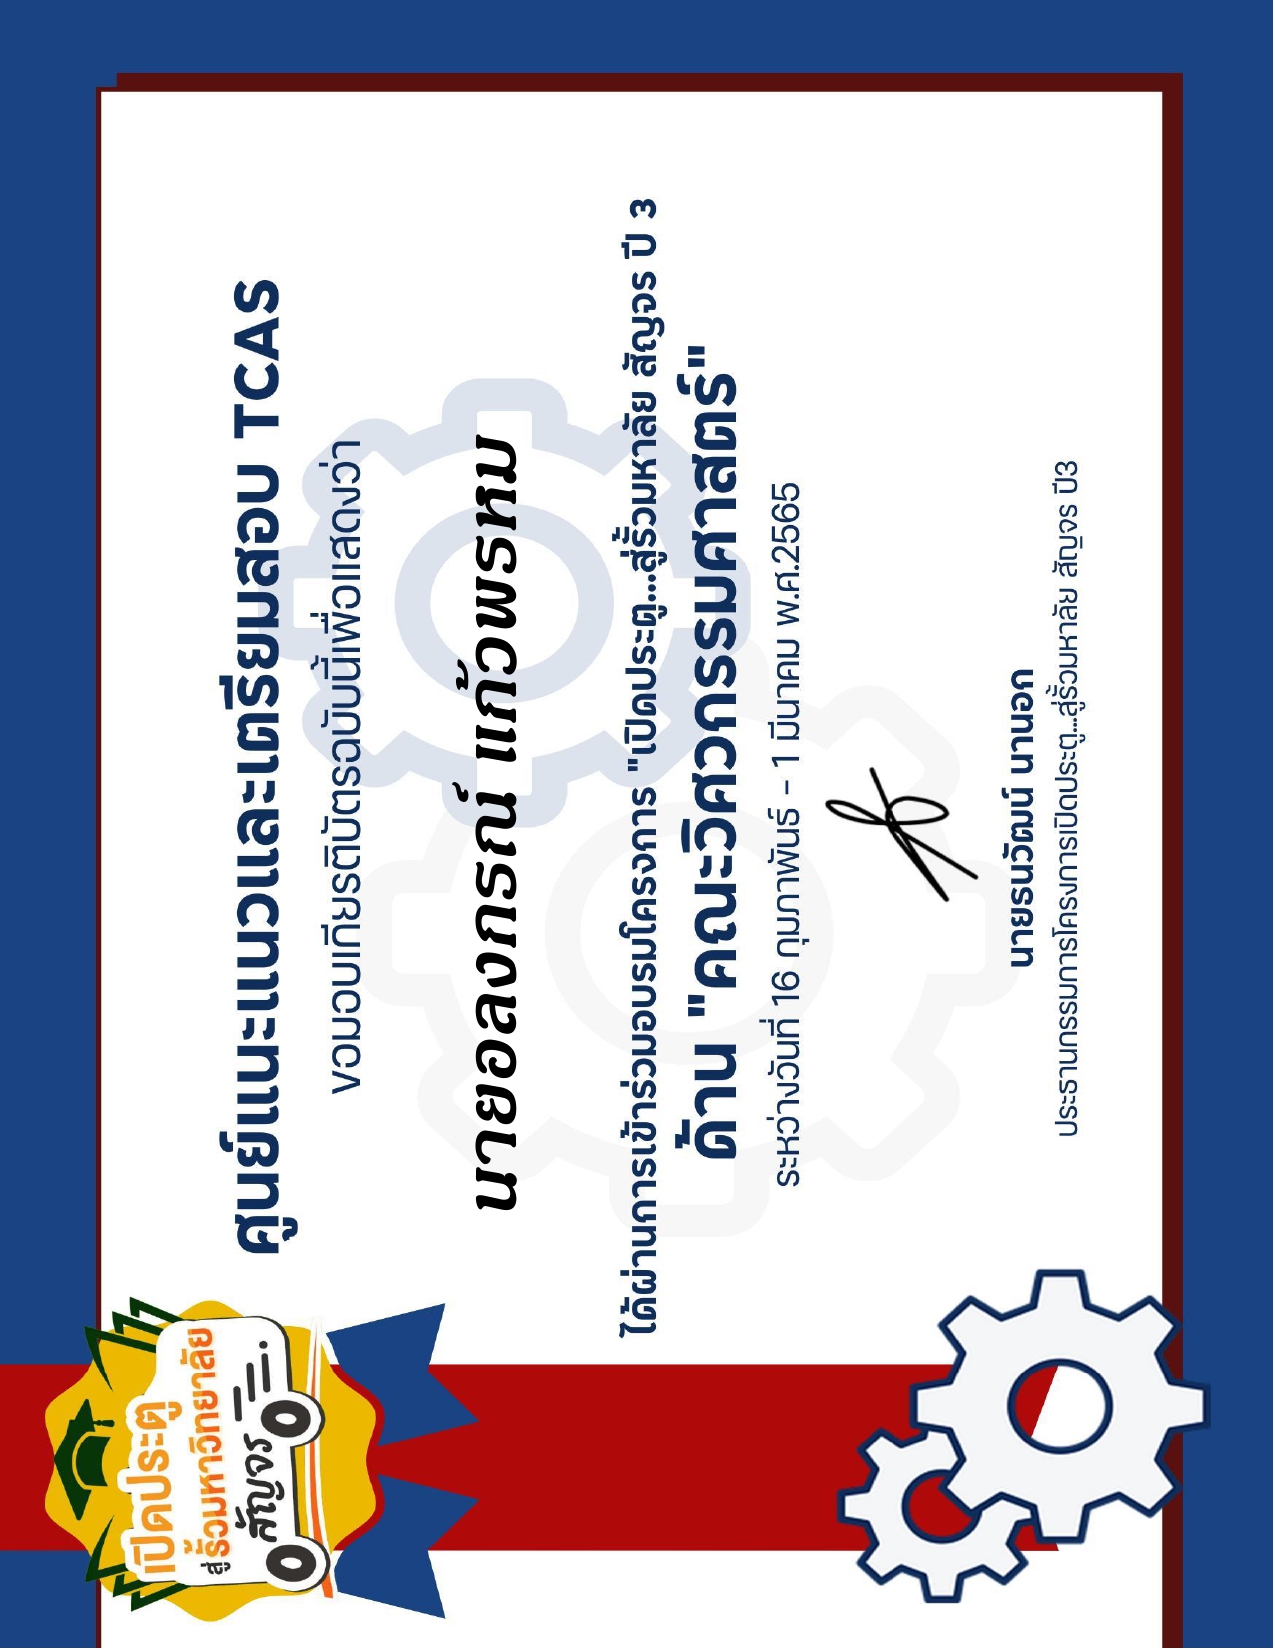 เปิดประตู
สู่รั้วมหาวิทยาลัย
สัญจร
ศูนย์แนะแนวและเตรียมสอบ TCAS
ขอมอบเกียรติบัตรฉบับนี้เพื่อแสดงว่า
นายอลงกรณ์ แก้วพรหม
ได้ผ่านการเข้าร่วมอบรมโครงการ "เปิดประตู...สู่รั้วมหาลัย สัญจร ปี 3
ด้าน "คณะวิศวกรรมศาสตร์"
ระหว่างวันที่ 16 กุมภาพันธ์ - 1 มีนาคม พ.ศ.2565
นายธนวัฒน์ นานอก
ประธานกรรมการโครงการเปิดประตู...สู่รั้วมหาลัย สัญจร ปี3